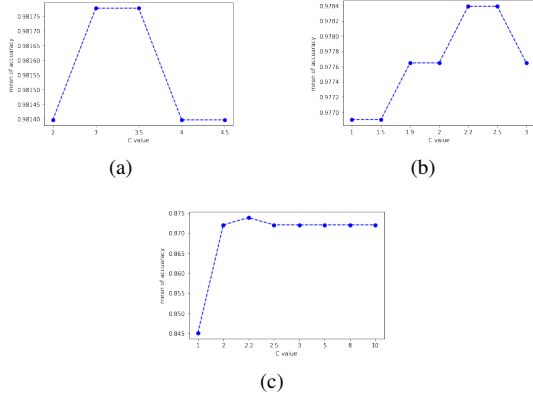 0.98175
0.98170
0.98165
0.98160
0.98155
0.98150
0.98145
0.98140
mean of accuaracy
2 3 3.5 4 4.5
C value
(a)
0.9784
0.9782
0.9780
0.9778
0.9776
0.9774
0.9772
0.9770
mean of accuaracy
1 1.5 1.9 2 2.2 2.5 3
C value
(b)
0.875
0.870
0.865
0.860
0.855
0.850
0.845
mean of accuaracy
1 2 2.2 2.5 3 5 8 10
C value
(c)